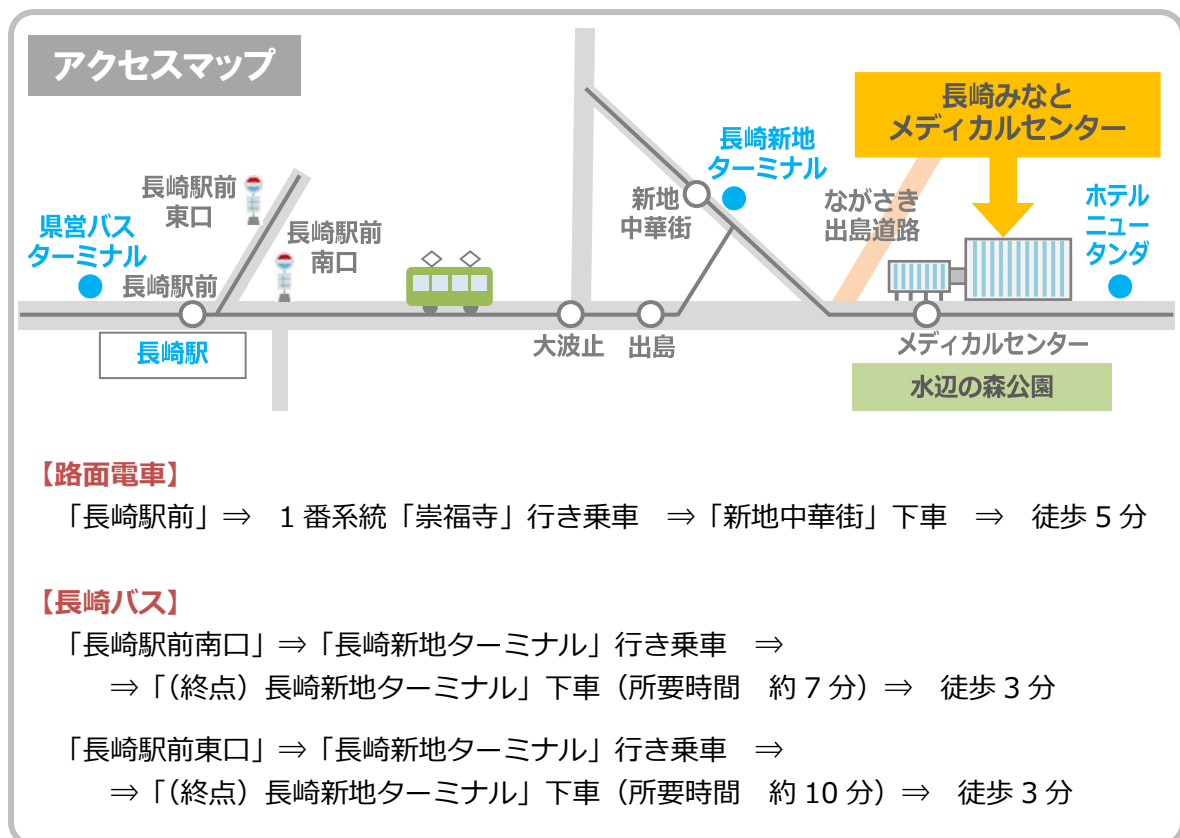 アクセスマップ
長崎みなと
メディカルセンター
長崎新地
ターミナル
長崎駅前
東口
新地
中華街
ながさき
出島道路
ホテル
ニュー
タンダ
県営バス
ターミナル
長崎駅前
南口
長崎駅前
長崎駅
大波止
出島
メディカルセンター
水辺の森公園
【路面電車】
「長崎駅前」⇒ 1番系統「崇福寺」行き乗車 ⇒「新地中華街」下車 ⇒ 徒歩5分
【長崎バス】
「長崎駅前南口」⇒「長崎新地ターミナル」行き乗車 ⇒
⇒「(終点)長崎新地ターミナル」下車(所要時間 約7分)⇒ 徒歩3分
「長崎駅前東口」⇒「長崎新地ターミナル」行き乗車 ⇒
⇒「(終点)長崎新地ターミナル」下車(所要時間 約10分)⇒ 徒歩3分